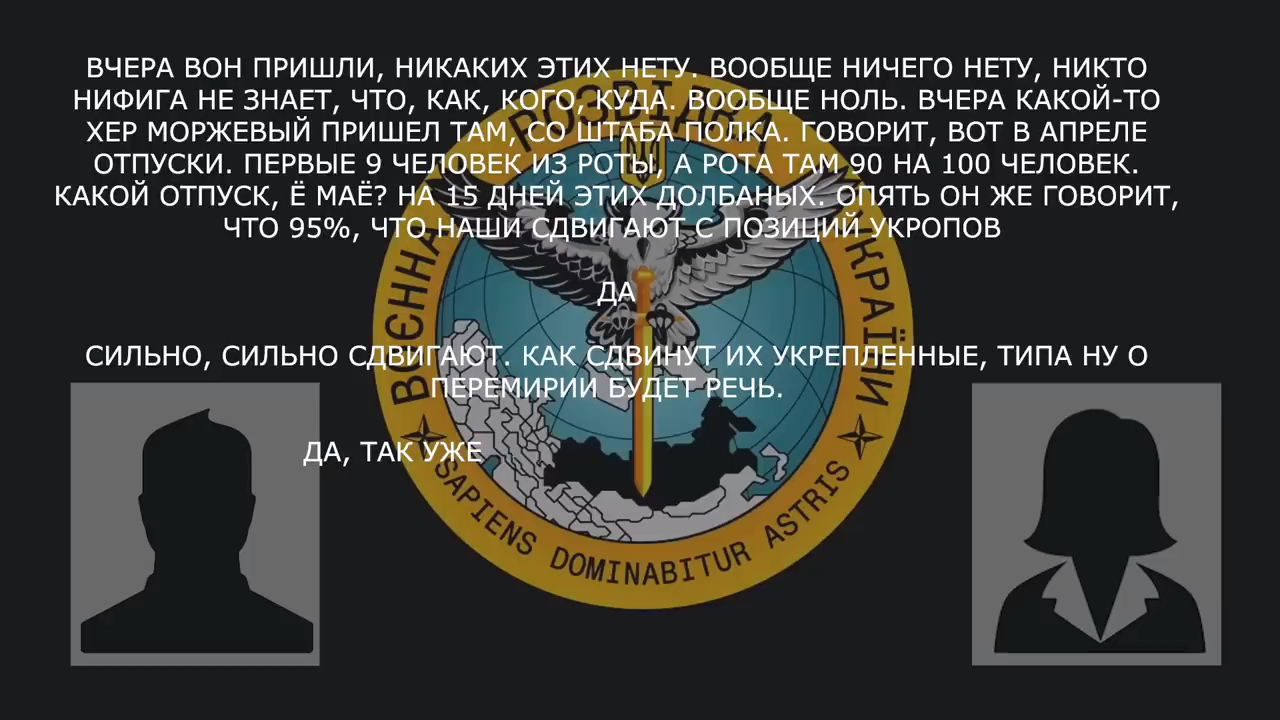 ВЧЕРА ВОН ПРИШЛИ, НИКАКИХ ЭТИХ НЕТУ. ВООБЩЕ НИЧЕГО НЕТУ, НИКТО
НИФИГА НЕ ЗНАЕТ, ЧТО, КАК, КОГО, КУДА. ВООБЩЕ НОЛЬ. ВЧЕРА КАКОЙ-ТО
ХЕР МОРЖЕВЫЙ ПРИШЕЛ ТАМ, СО ШТАБА ПОЛКА. ГОВОРИТ, ВОТ В АПРЕЛЕ
ОТПУСКИ. ПЕРВЫЕ 9 ЧЕЛОВЕК ИЗ РОТЫ, А РОТА ТАМ 90 НА 100 ЧЕЛОВЕК.
КАКОЙ ОТПУСК, Ё МАЁ? НА 15 ДНЕЙ ЭТИХ ДОЛБАНЫХ. ОПЯТЬ ОН ЖЕ ГОВОРИТ,
ЧТО 95%, ЧТО НАШИ СДВИГАЮТ С ПОЗИЦИЙ УКРОПОВ
ДА
СИЛЬНО, СИЛЬНО СДВИГАЮТ. КАК СДВИНУТ ИХ УКРЕПЛЕННЫЕ, ТИПА НУ О
ПЕРЕМИРИИ БУДЕТ РЕЧЬ.
ДА, ТАК УЖЕ
ВОЄННА РОЗВІДКА УКРАЇНИ
SAPIENS DOMINABITUR ASTRIS